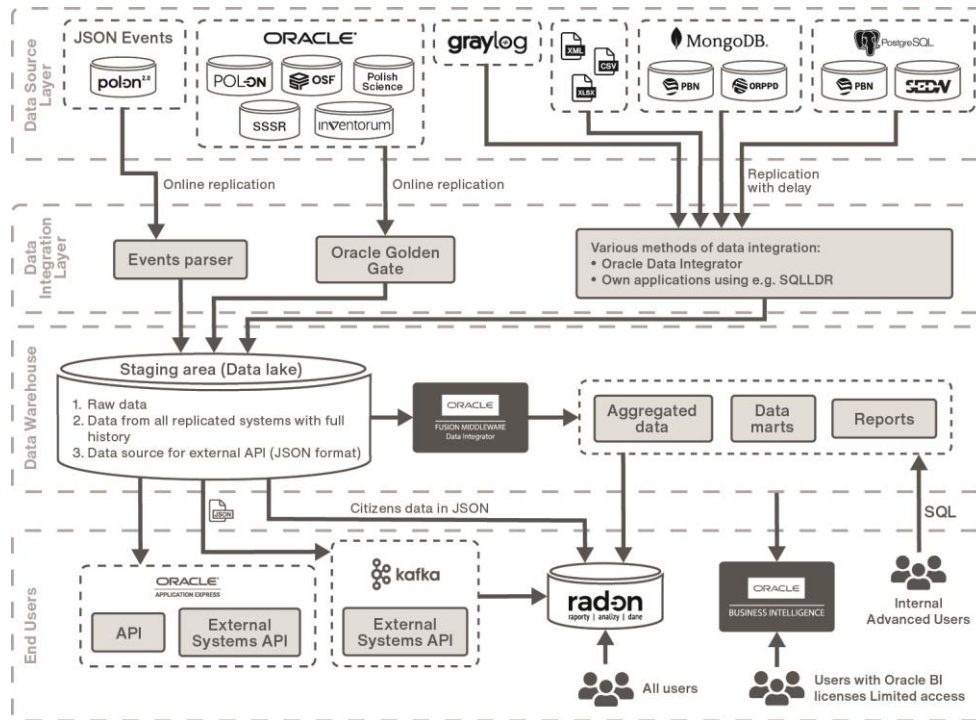 Data Source
Layer
JSON Events
polon 2.0
ORACLE
POL-ON
OSF
Polish
Science
SSSR
inventorum
graylog
XML
CSV
XLSX
MongoDB.
PBN
ORPPD
PostgreSQL
PBN
Online replication
Online replication
Replication
with delay
Data
Integration
Layer
Events parser
Oracle Golden
Gate
Various methods of data integration:
• Oracle Data Integrator
• Own applications using e.g. SQLLDR
Data Warehouse
Staging area (Data lake)
1. Raw data
2. Data from all replicated systems with full
history
3. Data source for external API (JSON format)
ORACLE
FUSION MIDDLEWARE
Data Integrator
Aggregated
data
Data
marts
Reports
JSON
Citizens data in JSON
SQL
End Users
ORACLE
APPLICATION EXPRESS
API
External
Systems API
kafka
External
Systems API
radon
raporty | analizy | dane
ORACLE
BUSINESS INTELLIGENCE
Internal
Advanced Users
All users
Users with Oracle BI
licenses Limited access